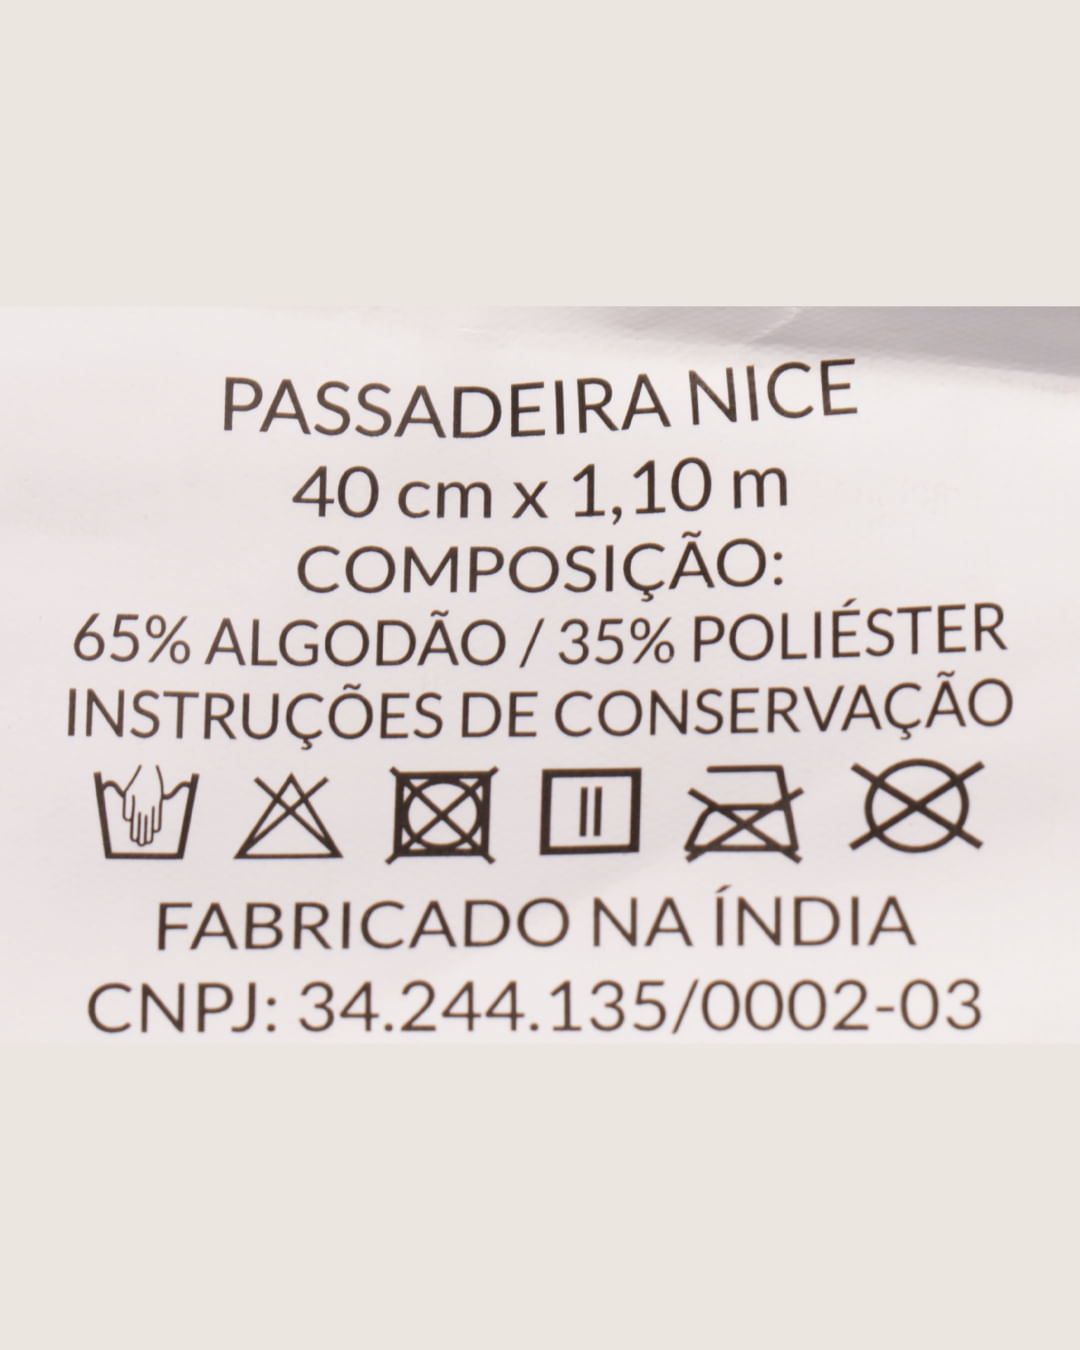 PASSADEIRA NICE
40 cm x 1,10 m
COMPOSIÇÃO:
65% ALGODÃO / 35% POLIÉSTER
INSTRUÇÕES DE CONSERVAÇÃO
FABRICADO NA ÍNDIA
CNPJ: 34.244.135/0002-03